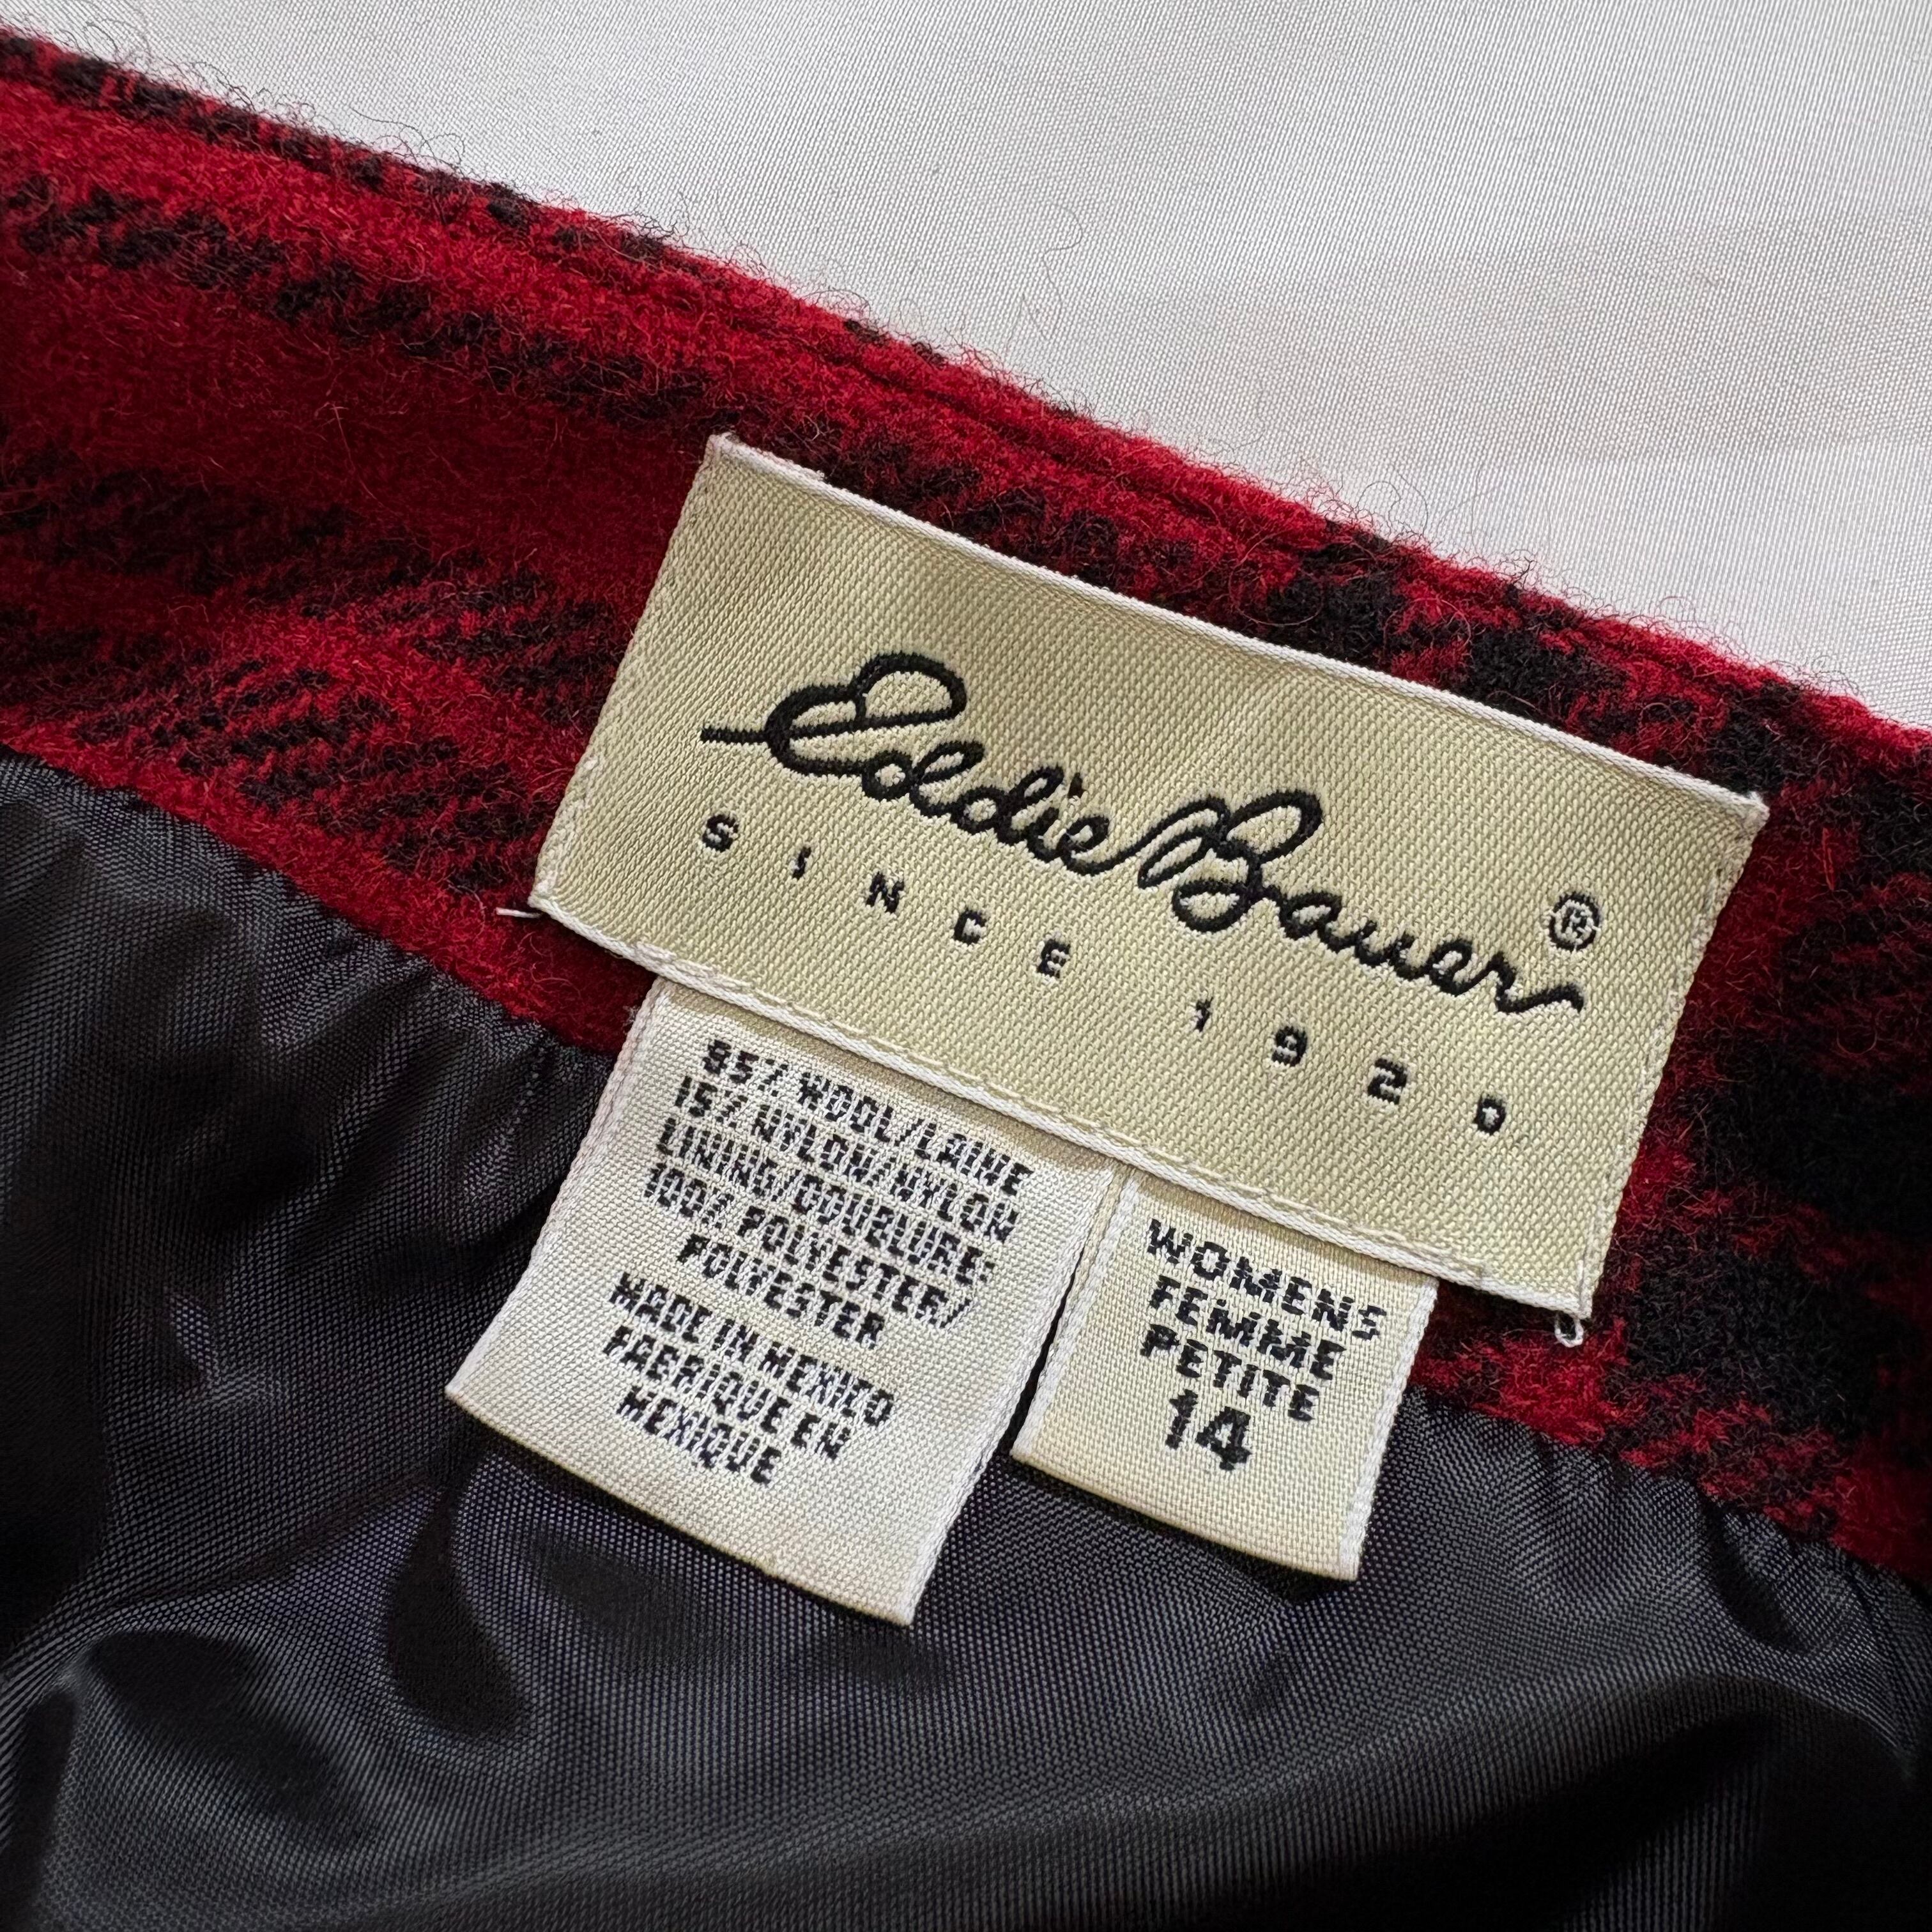 Eddie Bauer®
SINCE 1920
85% WOOL/LAINE
15% NYLON/NYLON
LINING/DOUBLURE:
100% POLYESTER/
POLYESTER
MADE IN MEXICO
FABRIQUE EN
MEXIQUE
WOMENS
FEMME
PETITE
14